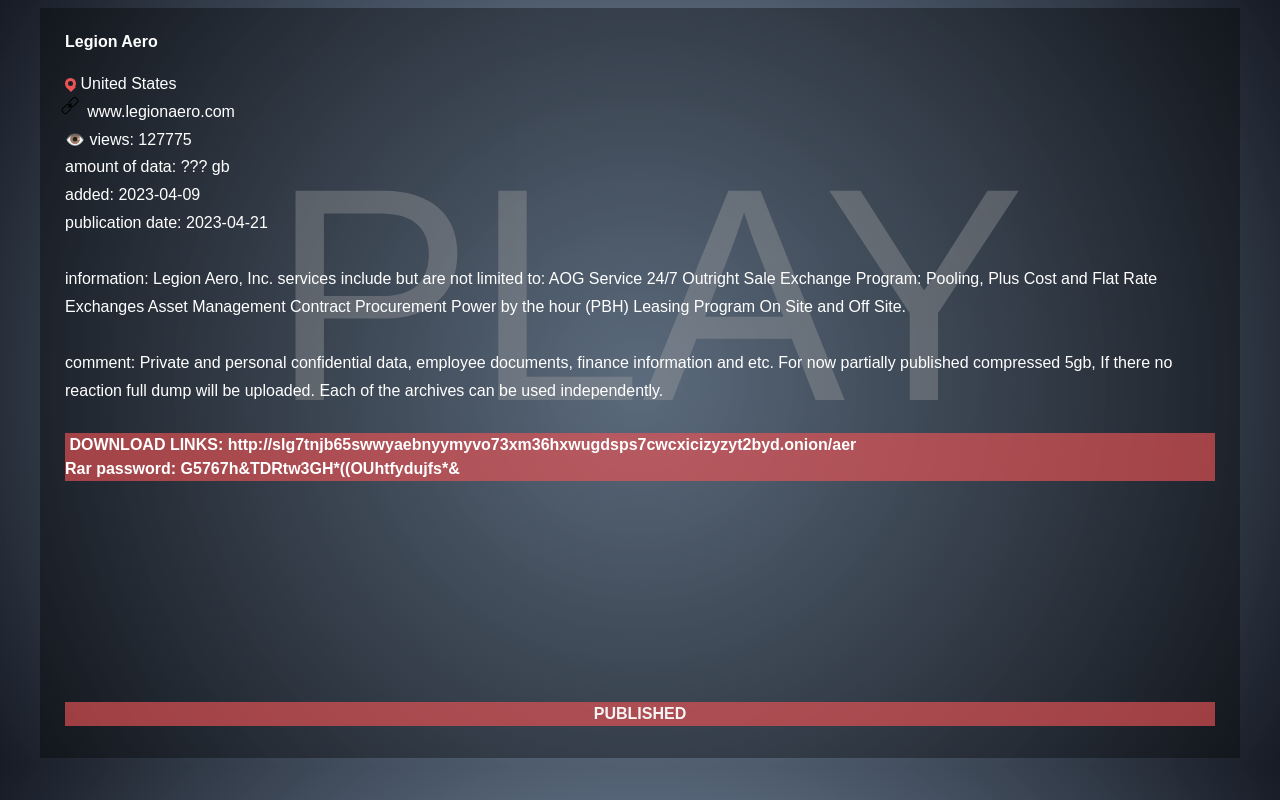 Legion Aero
United States
www.legionaero.com
views: 127775
amount of data: ??? gb
added: 2023-04-09
publication date: 2023-04-21
PLAY
information: Legion Aero, Inc. services include but are not limited to: AOG Service 24/7 Outright Sale Exchange Program: Pooling, Plus Cost and Flat Rate
Exchanges Asset Management Contract Procurement Power by the hour (PBH) Leasing Program On Site and Off Site.
comment: Private and personal confidential data, employee documents, finance information and etc. For now partially published compressed 5gb, If there no
reaction full dump will be uploaded. Each of the archives can be used independently.
DOWNLOAD LINKS: http://slg7tnjb65swwyaebnyymyvo73xm36hxwugdsps7cwcxicizyzyt2byd.onion/aer
Rar password: G5767h&TDRtw3GH*((OUhtfydujfs*&
PUBLISHED